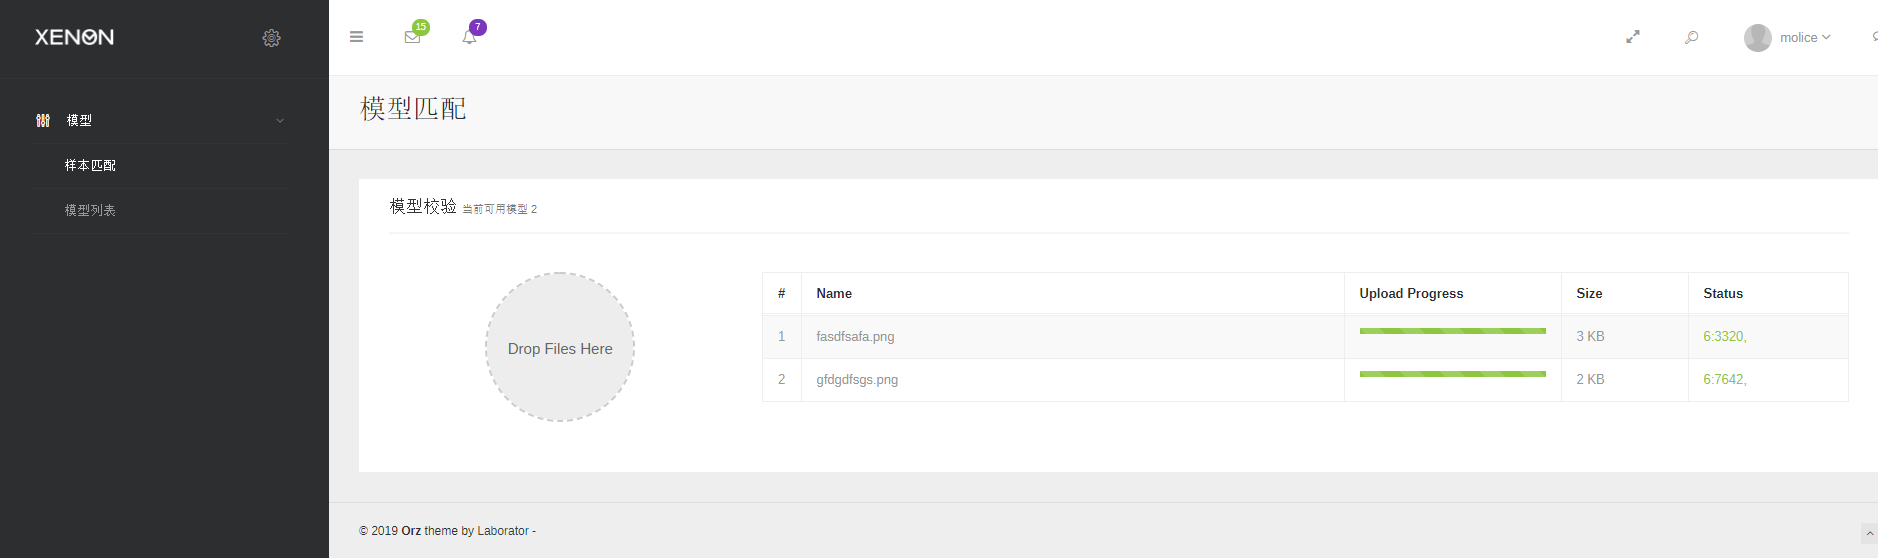 XENON
15
7
molice
模型
样本匹配
模型列表
模型匹配
模型校验 当前可用模型 2
Drop Files Here
# Name Upload Progress Size Status
1 fasdfsafa.png 3 KB 6:3320,
2 gfdgdfsgs.png 2 KB 6:7642,
© 2019 Orz theme by Laborator -